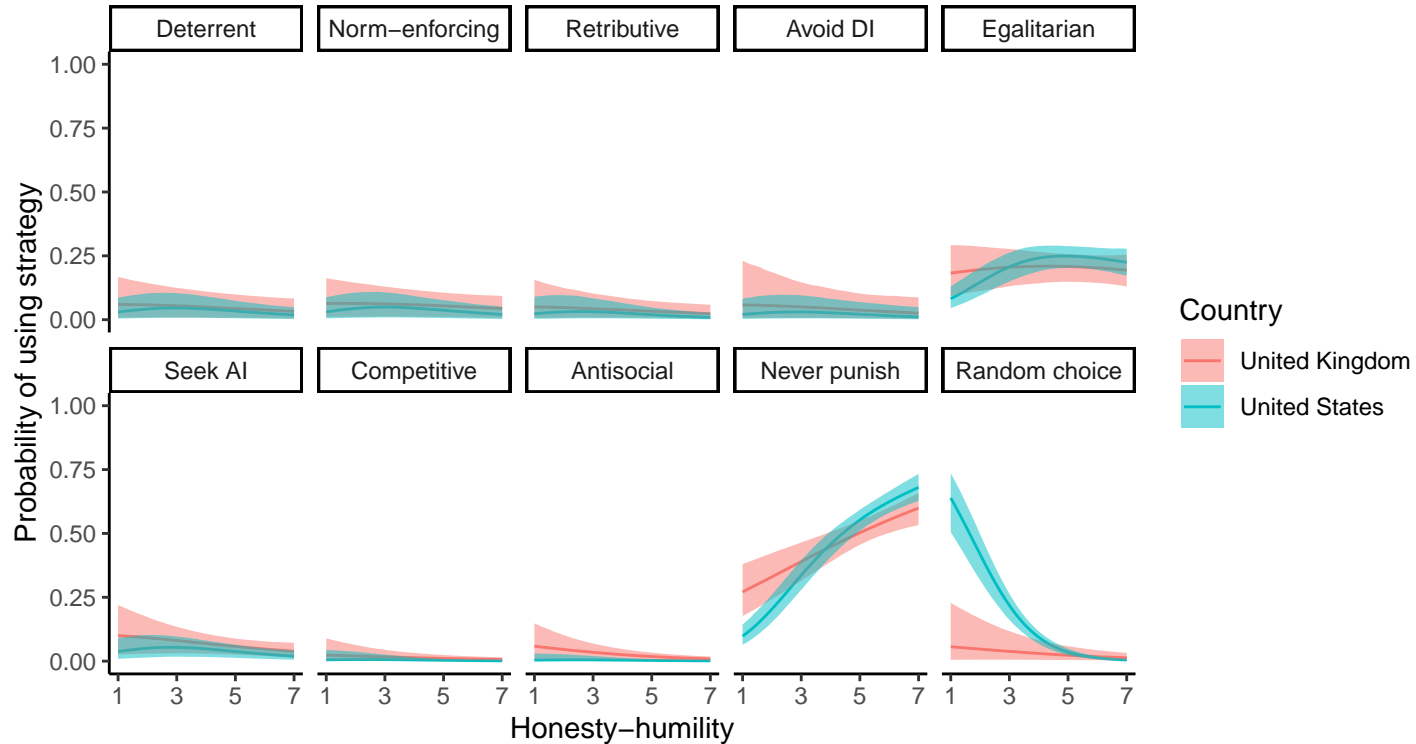 Deterrent
Norm−enforcing
Retributive
Avoid DI
Egalitarian
1.00
0.75
0.50
0.25
0.00
Seek AI
Competitive
Antisocial
Never punish
Random choice
1.00
0.75
0.50
0.25
0.00
1 3 5 7
1 3 5 7
1 3 5 7
1 3 5 7
1 3 5 7
Honesty−humility
Probability of using strategy
Country
United Kingdom
United States